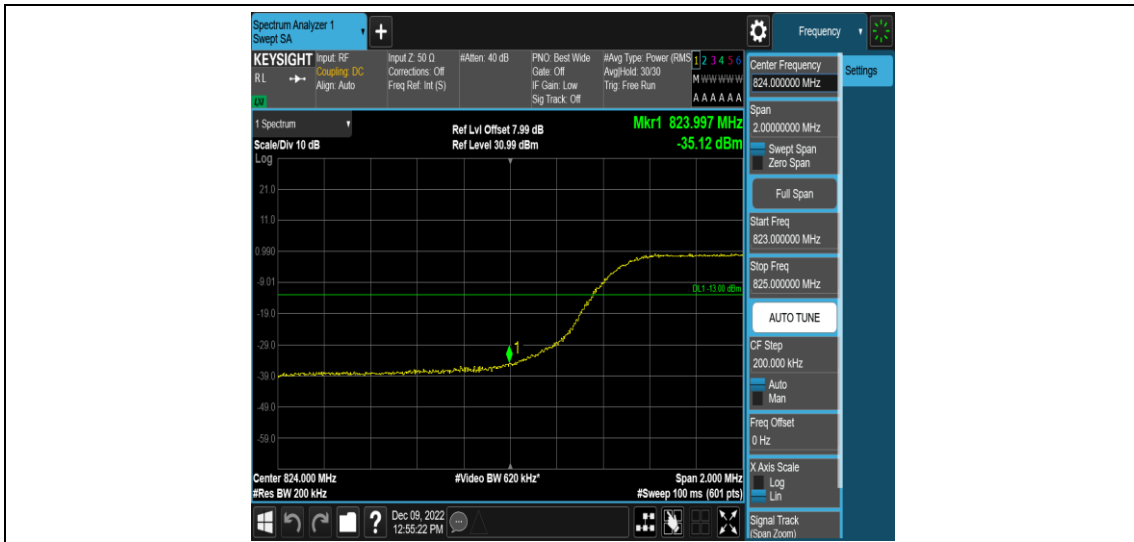 Spectrum Analyzer 1
Swept SA
+
Frequency
KEYSIGHT
RL
LXI
Input: RF
Coupling: DC
Align: Auto
Input Z: 50 Ω
Corrections: Off
Freq Ref: Int (S)
#Atten: 40 dB
PNO: Best Wide
Gate: Off
IF Gain: Low
Sig Track: Off
#Avg Type: Power (RMS
Avg|Hold: 30/30
Trig: Free Run
1 2 3 4 5 6
M W W W W W
A A A A A A
1 Spectrum
Scale/Div 10 dB
Log
Ref Lvl Offset 7.99 dB
Ref Level 30.99 dBm
Mkr1 823.997 MHz
-35.12 dBm
21.0
11.0
0.990
-9.01
DL1 -13.00 dBm
-19.0
-29.0
1
-39.0
-49.0
-59.0
Center 824.000 MHz
#Res BW 200 kHz
#Video BW 620 kHz*
Span 2.000 MHz
#Sweep 100 ms (601 pts)
?
Dec 09, 2022
12:55:22 PM
Center Frequency
824.000000 MHz
Settings
Span
2.00000000 MHz
Swept Span
Zero Span
Full Span
Start Freq
823.000000 MHz
Stop Freq
825.000000 MHz
AUTO TUNE
CF Step
200.000 kHz
Auto
Man
Freq Offset
0 Hz
X Axis Scale
Log
Lin
Signal Track
(Span Zoom)